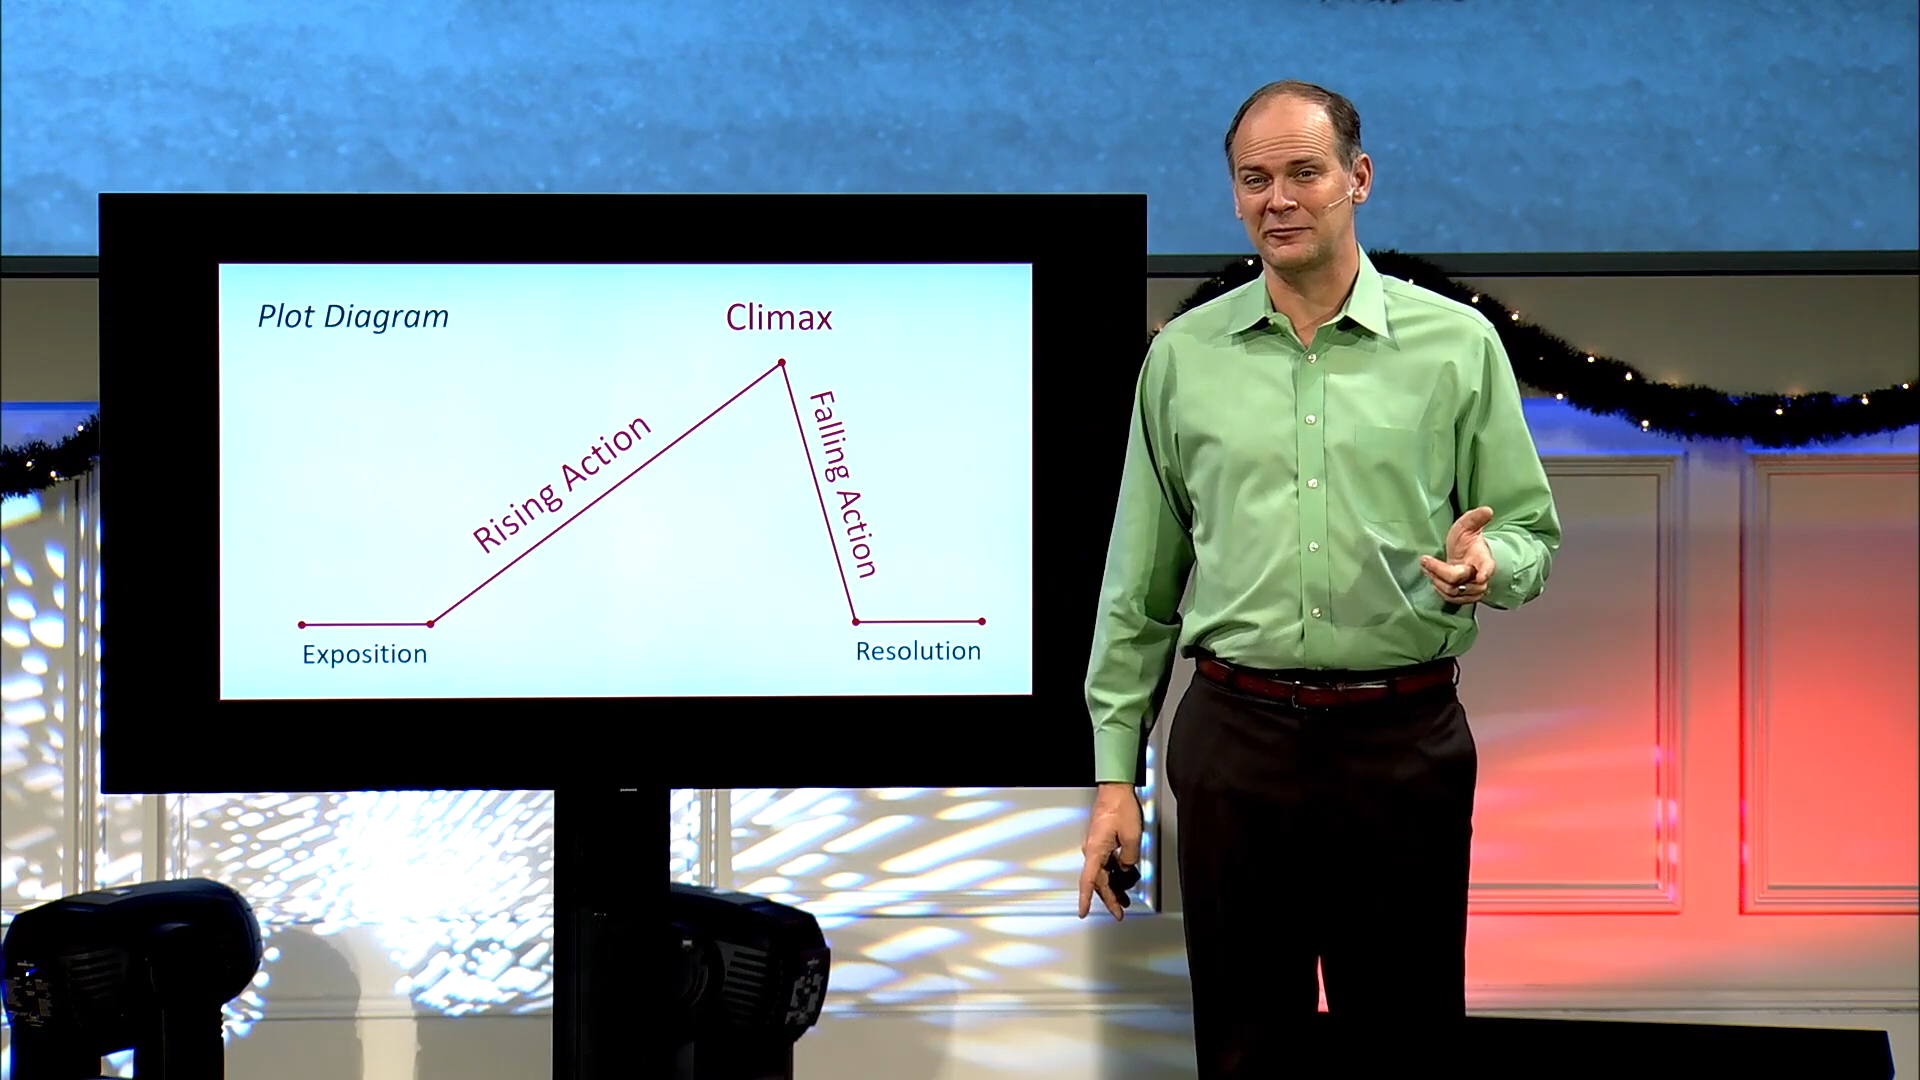 Plot Diagram
Climax
Rising Action
Falling Action
Exposition
Resolution